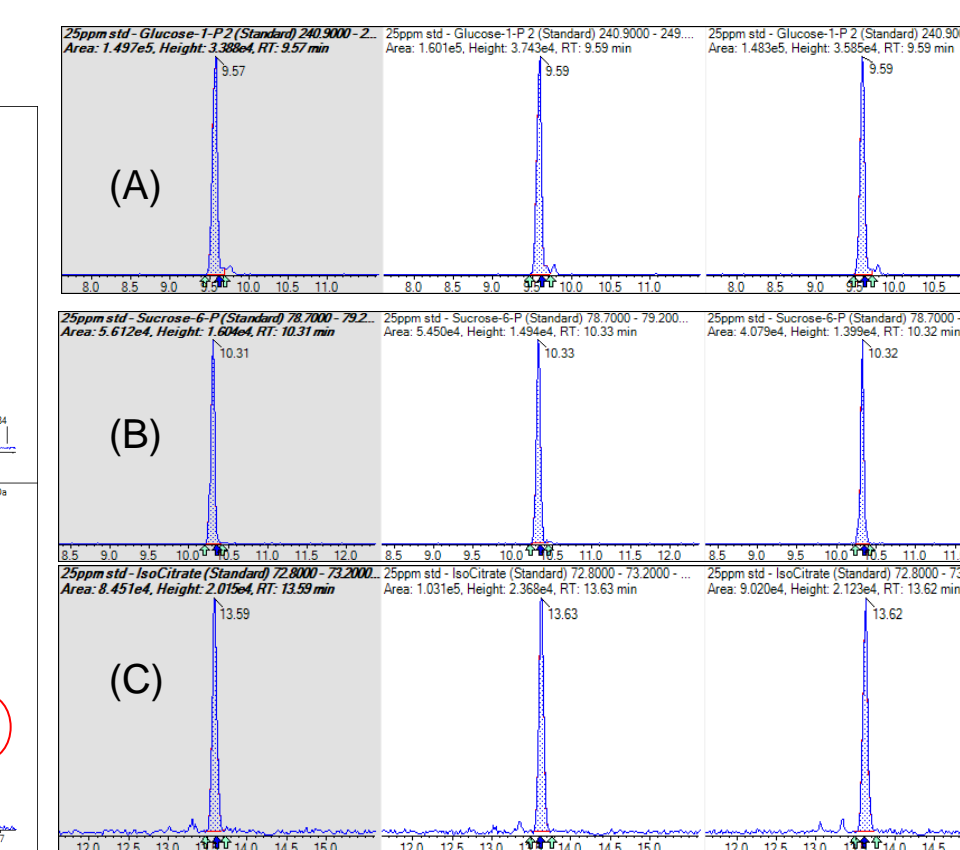 25ppm std - Glucose-1-P 2 (Standard) 240.9000 - 2...
Area: 1.497e5, Height: 3.388e4, RT: 9.57 min
9.57
(A)
8.0 8.5 9.0 10.0 10.5 11.0
25ppm std - Glucose-1-P 2 (Standard) 240.9000 - 249....
Area: 1.601e5, Height: 3.743e4, RT: 9.59 min
9.59
8.0 8.5 9.0 10.0 10.5 11.0
25ppm std - Glucose-1-P 2 (Standard) 240.90
Area: 1.483e5, Height: 3.585e4, RT: 9.59 min
9.59
8.0 8.5 9.0 10.0 10.5
25ppm std - Sucrose-6-P (Standard) 78.7000 - 79.2...
Area: 5.612e4, Height: 1.604e4, RT: 10.31 min
10.31
(B)
8.5 9.0 9.5 10.0 10.5 11.0 11.5 12.0
25ppm std - Sucrose-6-P (Standard) 78.7000 - 79.200...
Area: 5.450e4, Height: 1.494e4, RT: 10.33 min
10.33
8.5 9.0 9.5 10.0 10.5 11.0 11.5 12.0
25ppm std - Sucrose-6-P (Standard) 78.7000 -
Area: 4.079e4, Height: 1.399e4, RT: 10.32 min
10.32
8.5 9.0 9.5 10.0 10.5 11.0 11.
25ppm std - IsoCitrate (Standard) 72.8000 - 73.2000...
Area: 8.451e4, Height: 2.015e4, RT: 13.59 min
13.59
(C)
12.0 12.5 13.0 14.0 14.5 15.0
25ppm std - IsoCitrate (Standard) 72.8000 - 73.2000 - ...
Area: 1.031e5, Height: 2.368e4, RT: 13.63 min
13.63
12.0 12.5 13.0 14.0 14.5 15.0
25ppm std - IsoCitrate (Standard) 72.8000 - 73
Area: 9.020e4, Height: 2.123e4, RT: 13.62 min
13.62
12.0 12.5 13.0 14.0 14.5